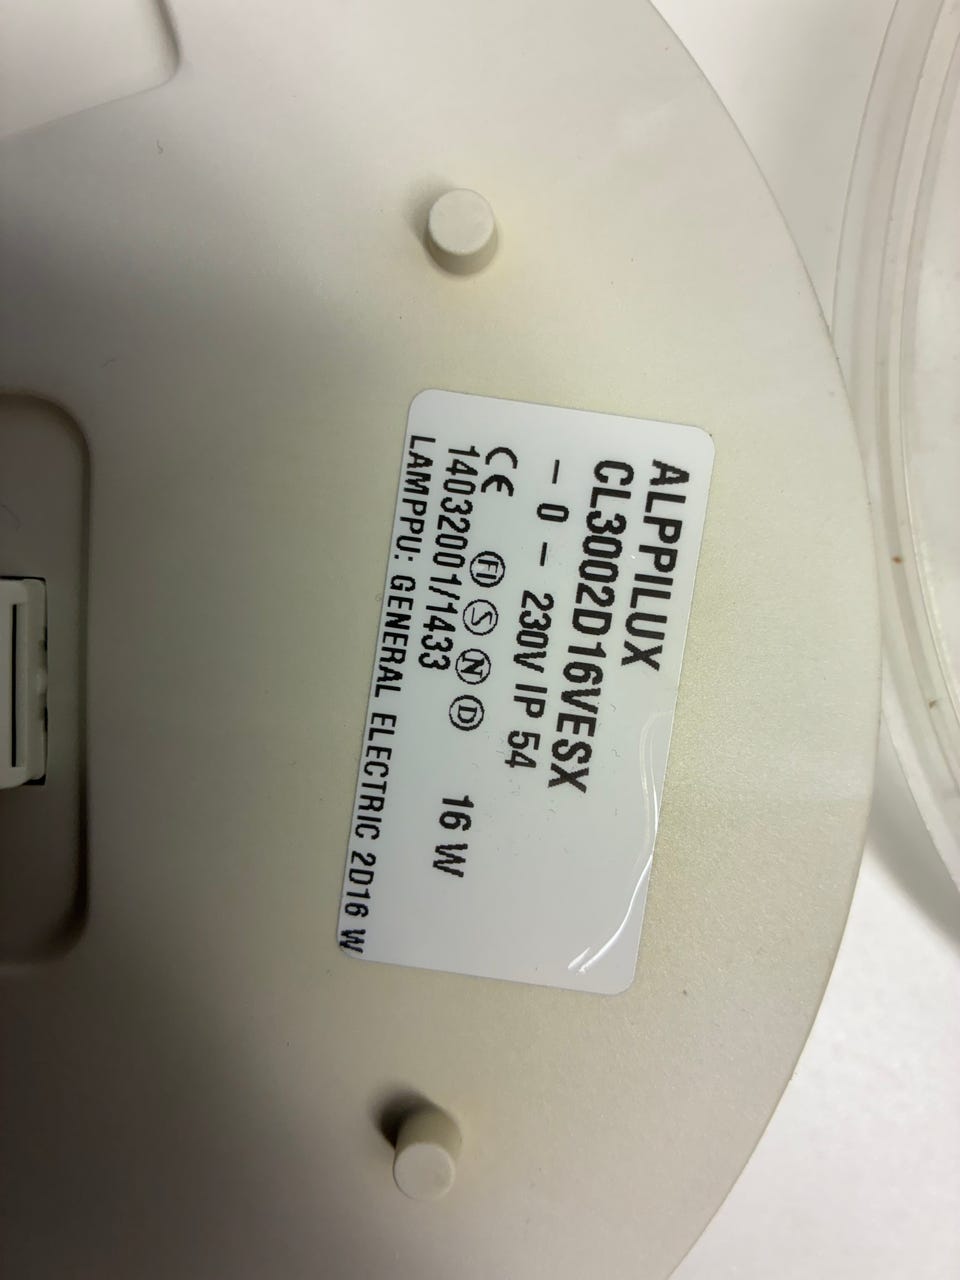 ALPPILUX
CL3002D16VESX
– 0 – 230V IP 54
CE FI S N D 16 W
14032001/1433
LAMPPU: GENERAL ELECTRIC 2D16 W